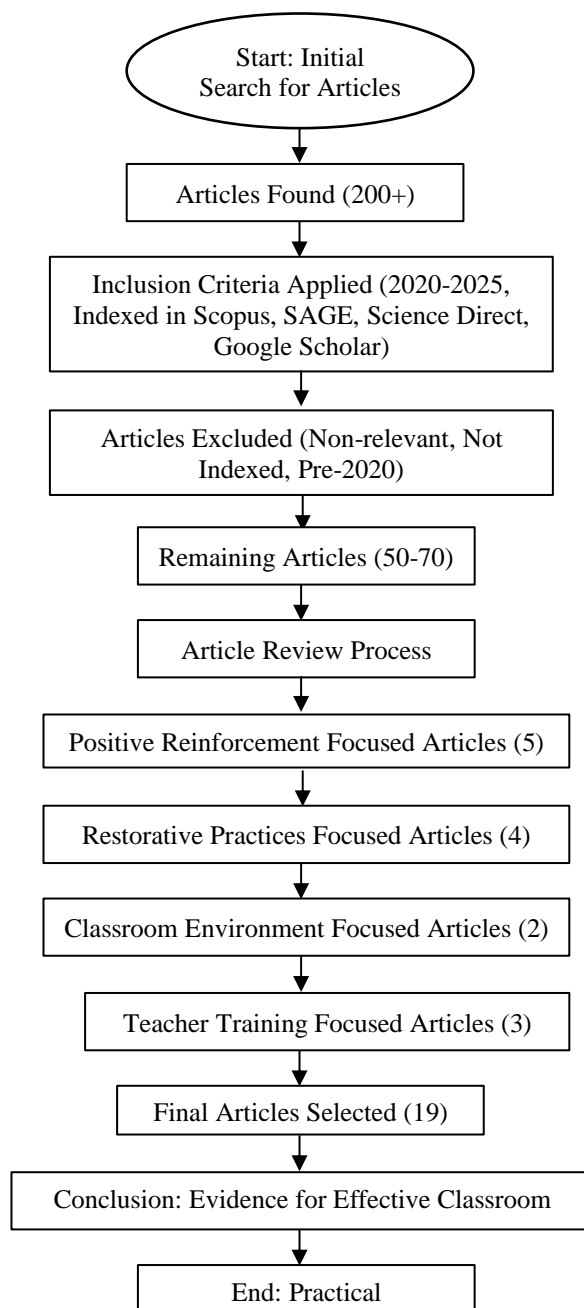 Start: Initial
Search for Articles
Articles Found (200+)
Inclusion Criteria Applied (2020-2025,
Indexed in Scopus, SAGE, Science Direct,
Google Scholar)
Articles Excluded (Non-relevant, Not
Indexed, Pre-2020)
Remaining Articles (50-70)
Article Review Process
Positive Reinforcement Focused Articles (5)
Restorative Practices Focused Articles (4)
Classroom Environment Focused Articles (2)
Teacher Training Focused Articles (3)
Final Articles Selected (19)
Conclusion: Evidence for Effective Classroom
End: Practical